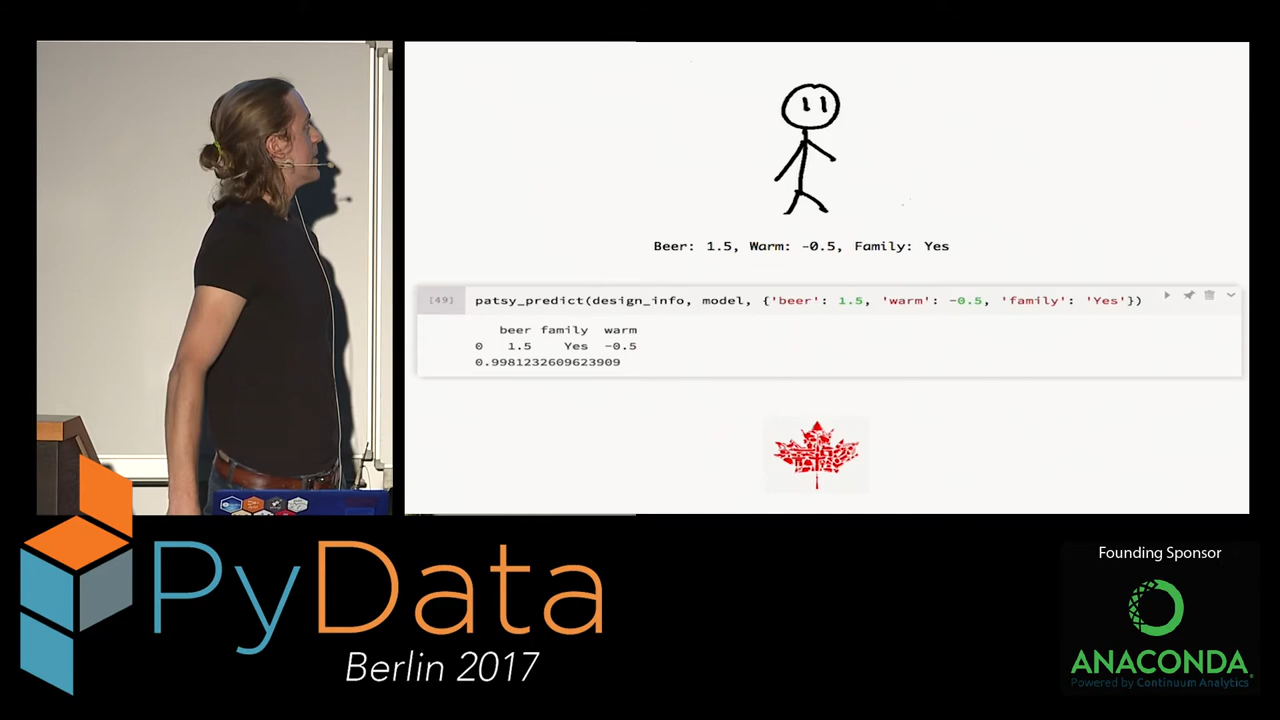 Beer: 1.5, Warm: -0.5, Family: Yes
[49] patsy_predict(design_info, model, {'beer': 1.5, 'warm': -0.5, 'family': 'Yes'})
beer family warm
0 1.5 Yes -0.5
0.9981232609623909
PyData
Berlin 2017
Founding Sponsor
ANACONDA
Powered by Continuum Analytics